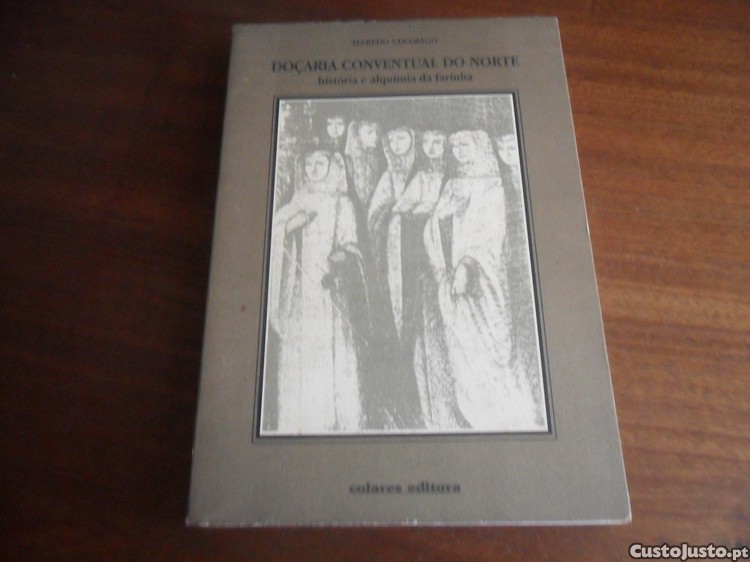 ALFREDO SARAMAGO
DOÇARIA CONVENTUAL DO NORTE
história e alquimia da farinha
colares editora
CustoJusto.pt